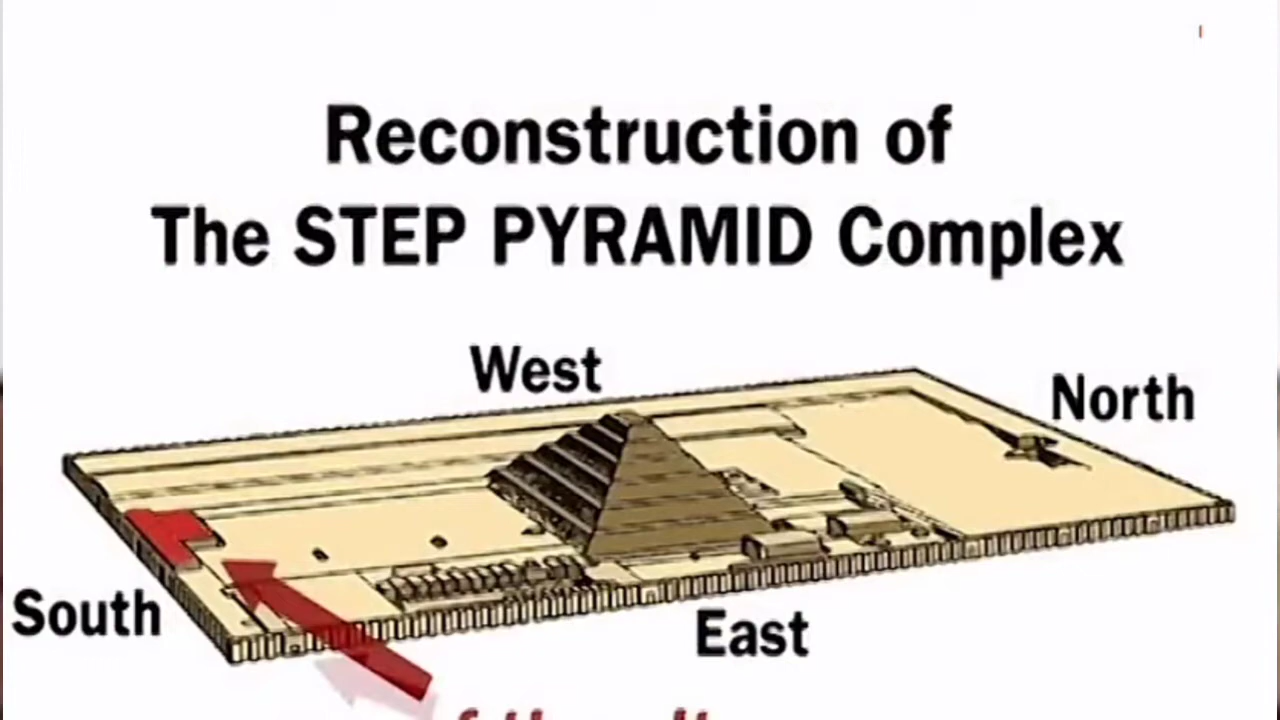 Reconstruction of
The STEP PYRAMID Complex
West
North
South
East